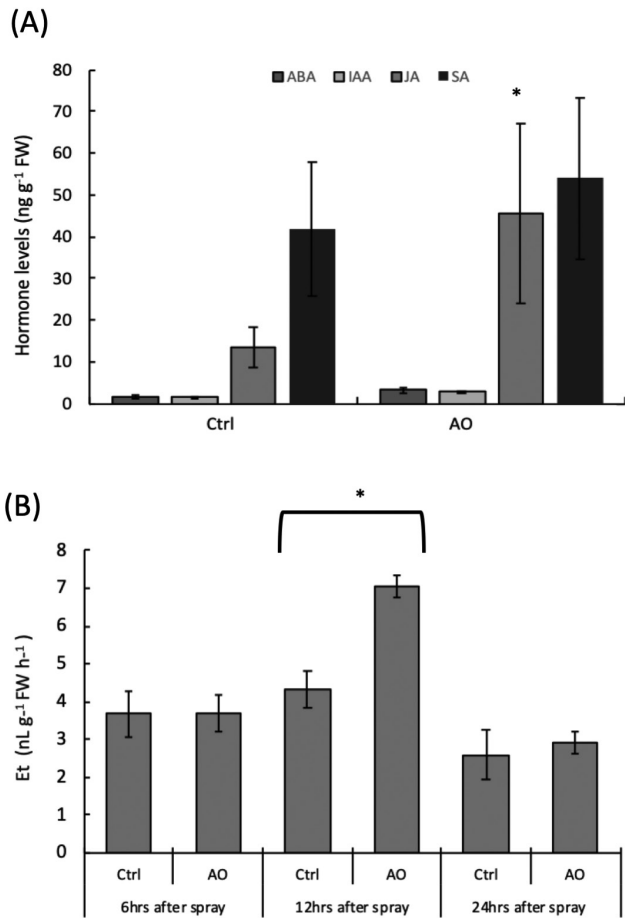 (A)
80
70
60
50
40
30
20
10
0
Hormone levels (ng g⁻¹ FW)
ABA IAA JA SA
*
Ctrl AO
(B)
*
8
7
6
5
4
3
2
1
0
Et (nL g⁻¹ FW h⁻¹)
Ctrl AO Ctrl AO Ctrl AO
6hrs after spray 12hrs after spray 24hrs after spray